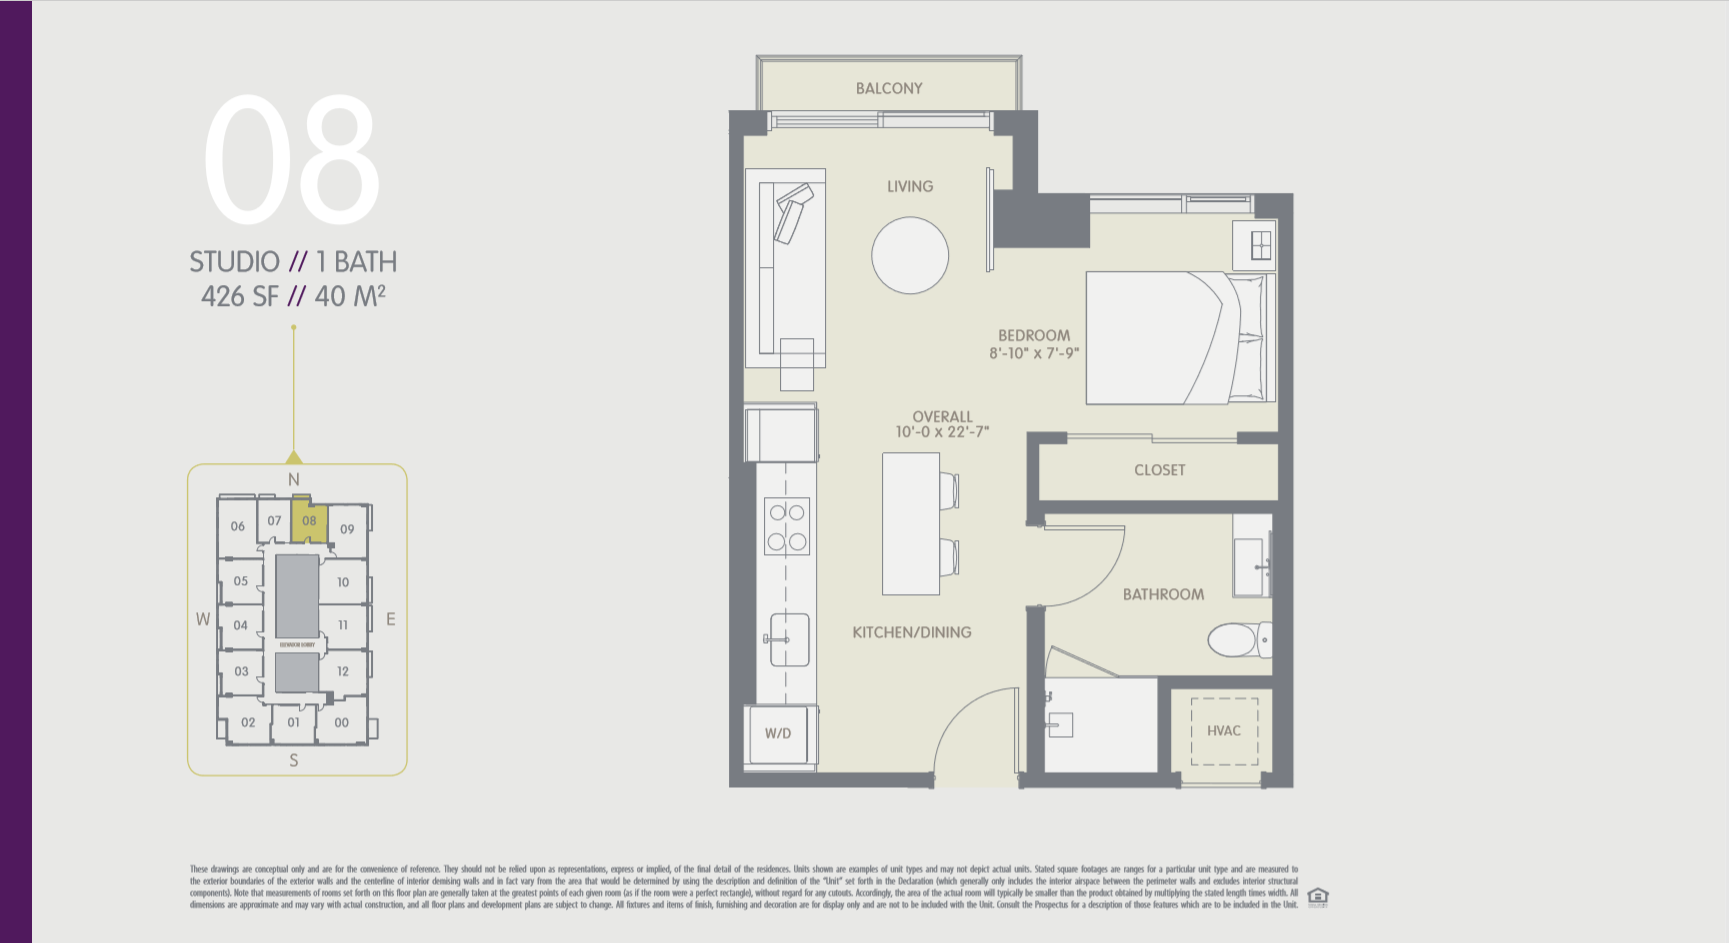 08
STUDIO // 1 BATH
426 SF // 40 M²
N
06
07
08
09
05
10
W
04
11
E
ELEVATOR LOBBY
03
12
02
01
00
S
BALCONY
LIVING
BEDROOM
8'-10" x 7'-9"
OVERALL
10'-0 x 22'-7"
CLOSET
BATHROOM
KITCHEN/DINING
W/D
HVAC
These drawings are conceptual only and are for the convenience of reference. They should not be relied upon as representations, express or implied, of the final detail of the residences. Units shown are examples of unit types and may not depict actual units. Stated square footages are ranges for a particular unit type and are measured to
the exterior boundaries of the exterior walls and the centerline of interior demising walls and in fact vary from the area that would be determined by using the description and definition of the "Unit" set forth in the Declaration (which generally only includes the interior airspace between the perimeter walls and excludes interior structural
components). Note that measurements of rooms set forth on this floor plan are generally taken at the greatest points of each given room (as if the room were a perfect rectangle), without regard for any cutouts. Accordingly, the area of the actual room will typically be smaller than the product obtained by multiplying the stated length times width. All
dimensions are approximate and may vary with actual construction, and all floor plans and development plans are subject to change. All fixtures and items of finish, furnishing and decoration are for display only and are not to be included with the Unit. Consult the Prospectus for a description of those features which are to be included in the Unit.